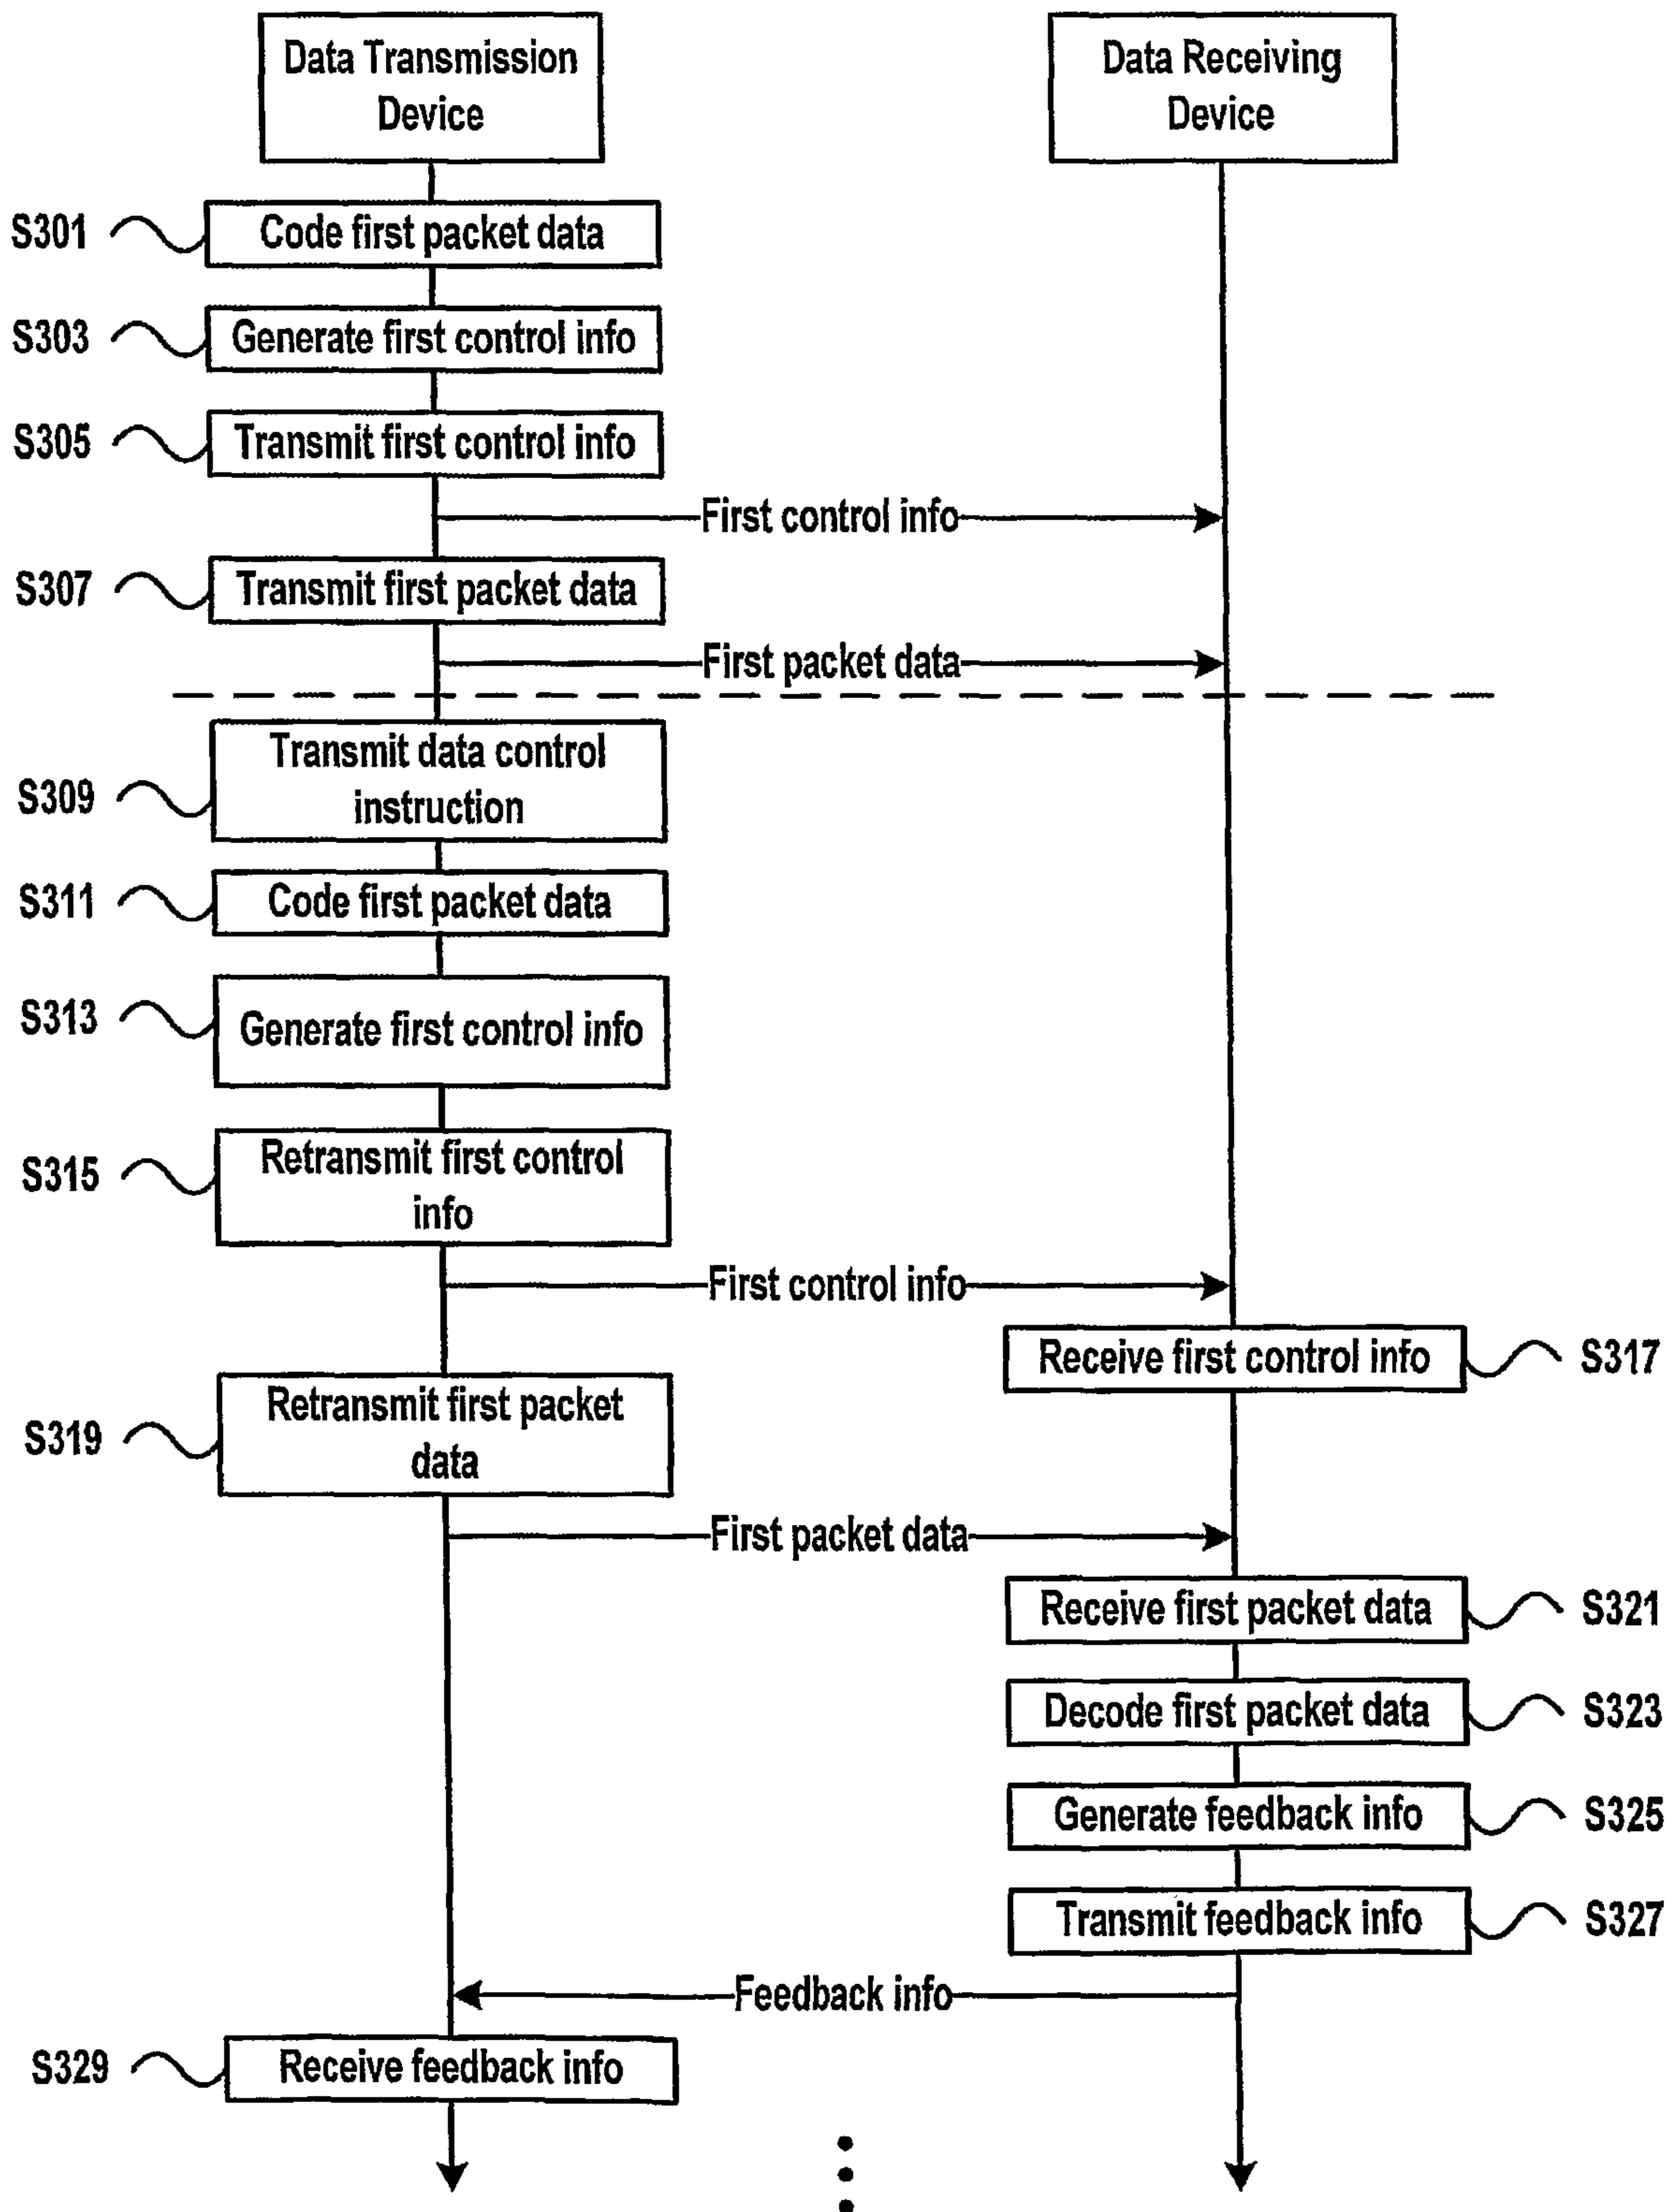 Data Transmission
Device
Data Receiving
Device
S301
Code first packet data
S303
Generate first control info
S305
Transmit first control info
First control info
S307
Transmit first packet data
First packet data
Transmit data control
instruction
S309
S311
Code first packet data
S313
Generate first control info
S315
Retransmit first control
info
First control info
Receive first control info
S317
Retransmit first packet
data
S319
First packet data
Receive first packet data
S321
Decode first packet data
S323
Generate feedback info
S325
Transmit feedback info
S327
Feedback info
S329
Receive feedback info